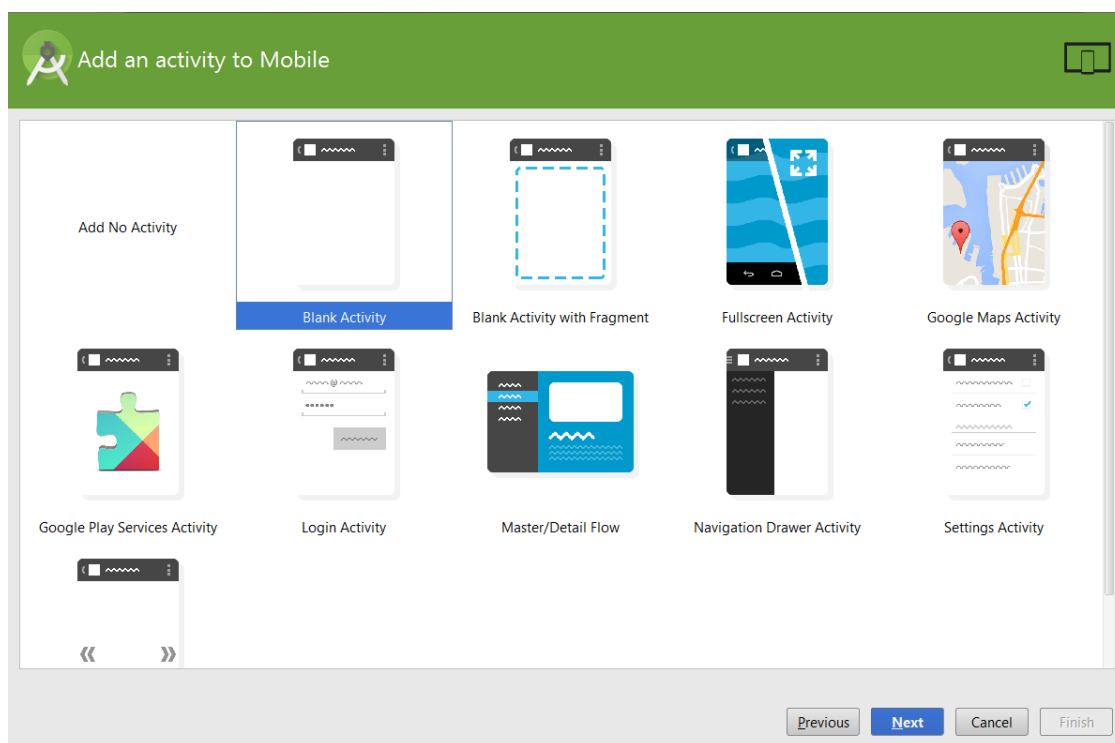 Add an activity to Mobile
Add No Activity
Blank Activity
Blank Activity with Fragment
Fullscreen Activity
Google Maps Activity
Google Play Services Activity
Login Activity
Master/Detail Flow
Navigation Drawer Activity
Settings Activity
Previous
Next
Cancel
Finish